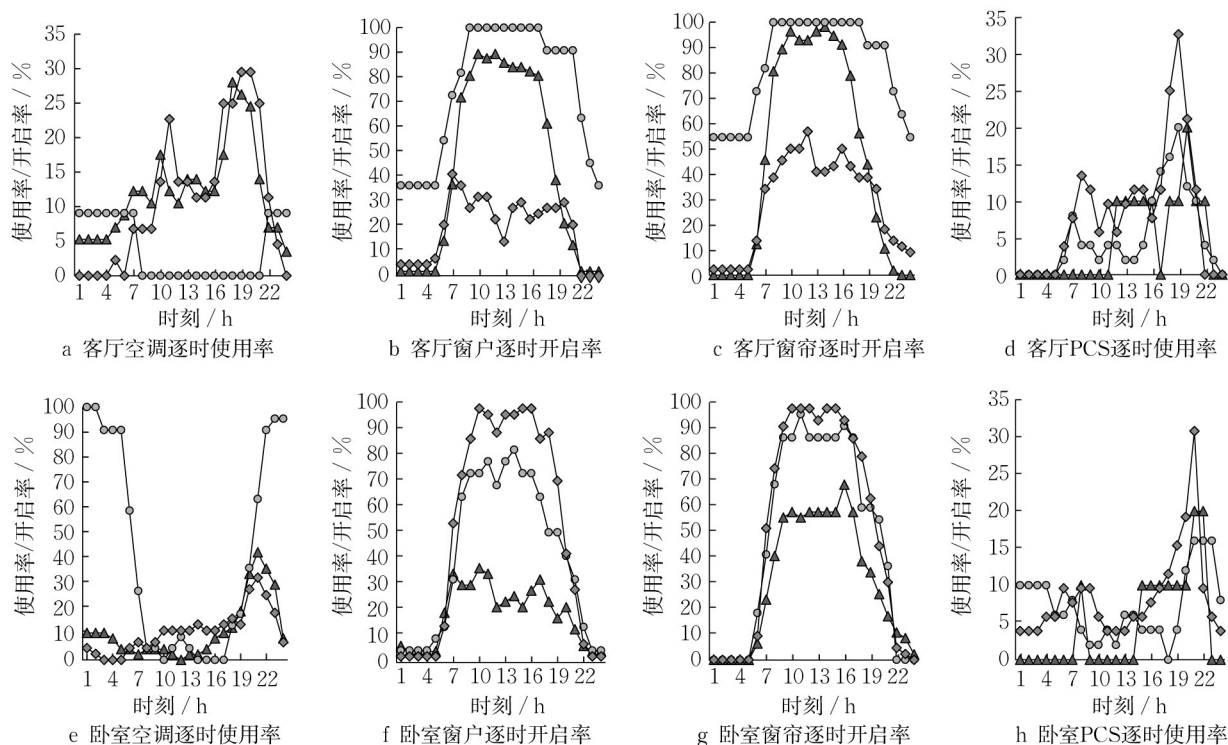 35
30
25
20
15
10
5
0
使用率/开启率 / %
1 4 7 10 13 16 19 22
时刻 / h
a 客厅空调逐时使用率
100
90
80
70
60
50
40
30
20
10
0
使用率/开启率 / %
1 4 7 10 13 16 19 22
时刻 / h
b 客厅窗户逐时开启率
100
90
80
70
60
50
40
30
20
10
0
使用率/开启率 / %
1 4 7 10 13 16 19 22
时刻 / h
c 客厅窗帘逐时开启率
35
30
25
20
15
10
5
0
使用率/开启率 / %
1 4 7 10 13 16 19 22
时刻 / h
d 客厅PCS逐时使用率
100
90
80
70
60
50
40
30
20
10
0
使用率/开启率 / %
1 4 7 10 13 16 19 22
时刻 / h
e 卧室空调逐时使用率
100
90
80
70
60
50
40
30
20
10
0
使用率/开启率 / %
1 4 7 10 13 16 19 22
时刻 / h
f 卧室窗户逐时开启率
100
90
80
70
60
50
40
30
20
10
0
使用率/开启率 / %
1 4 7 10 13 16 19 22
时刻 / h
g 卧室窗帘逐时开启率
35
30
25
20
15
10
5
0
使用率/开启率 / %
1 4 7 10 13 16 19 22
时刻 / h
h 卧室PCS逐时使用率